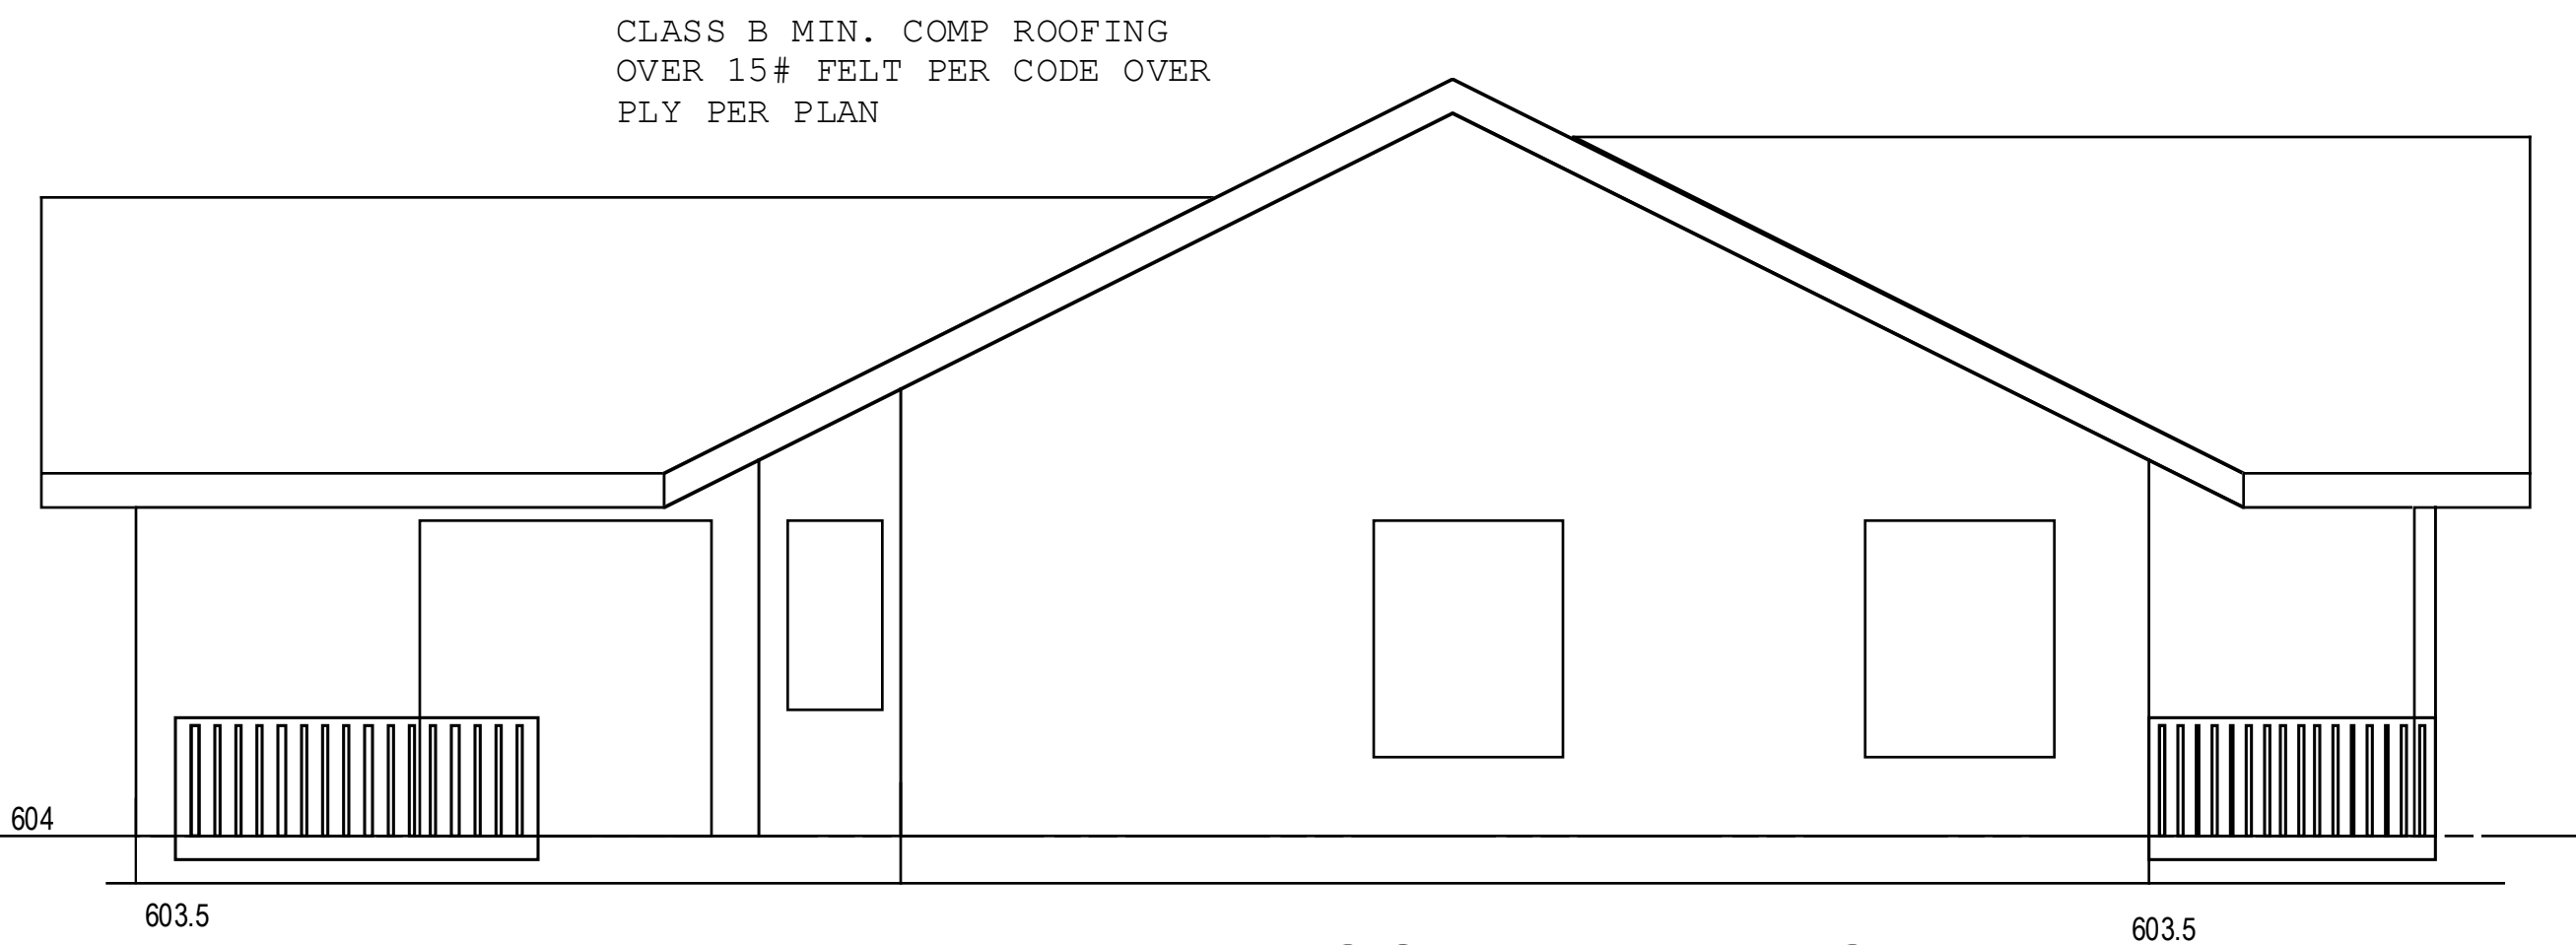 CLASS B MIN. COMP ROOFING
OVER 15# FELT PER CODE OVER
PLY PER PLAN
604
603.5
603.5